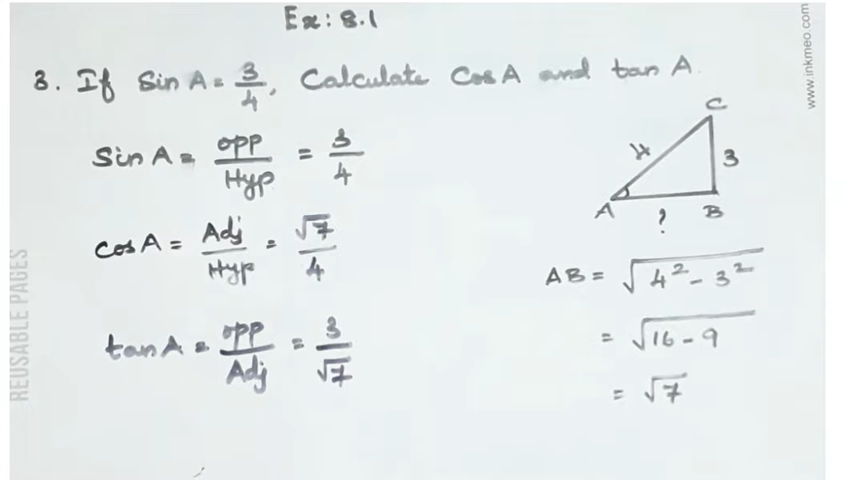 Ex: 8.1
3. If Sin A = 3/4, Calculate Cos A and tan A.
Sin A = opp/Hyp = 3/4
cos A = Adj/Hyp = √7/4
tan A = opp/Adj = 3/√7
C
4
3
A
?
B
AB = √(4² - 3²)
= √(16 - 9)
= √7
REUSABLE PAGES
www.inkmeo.com